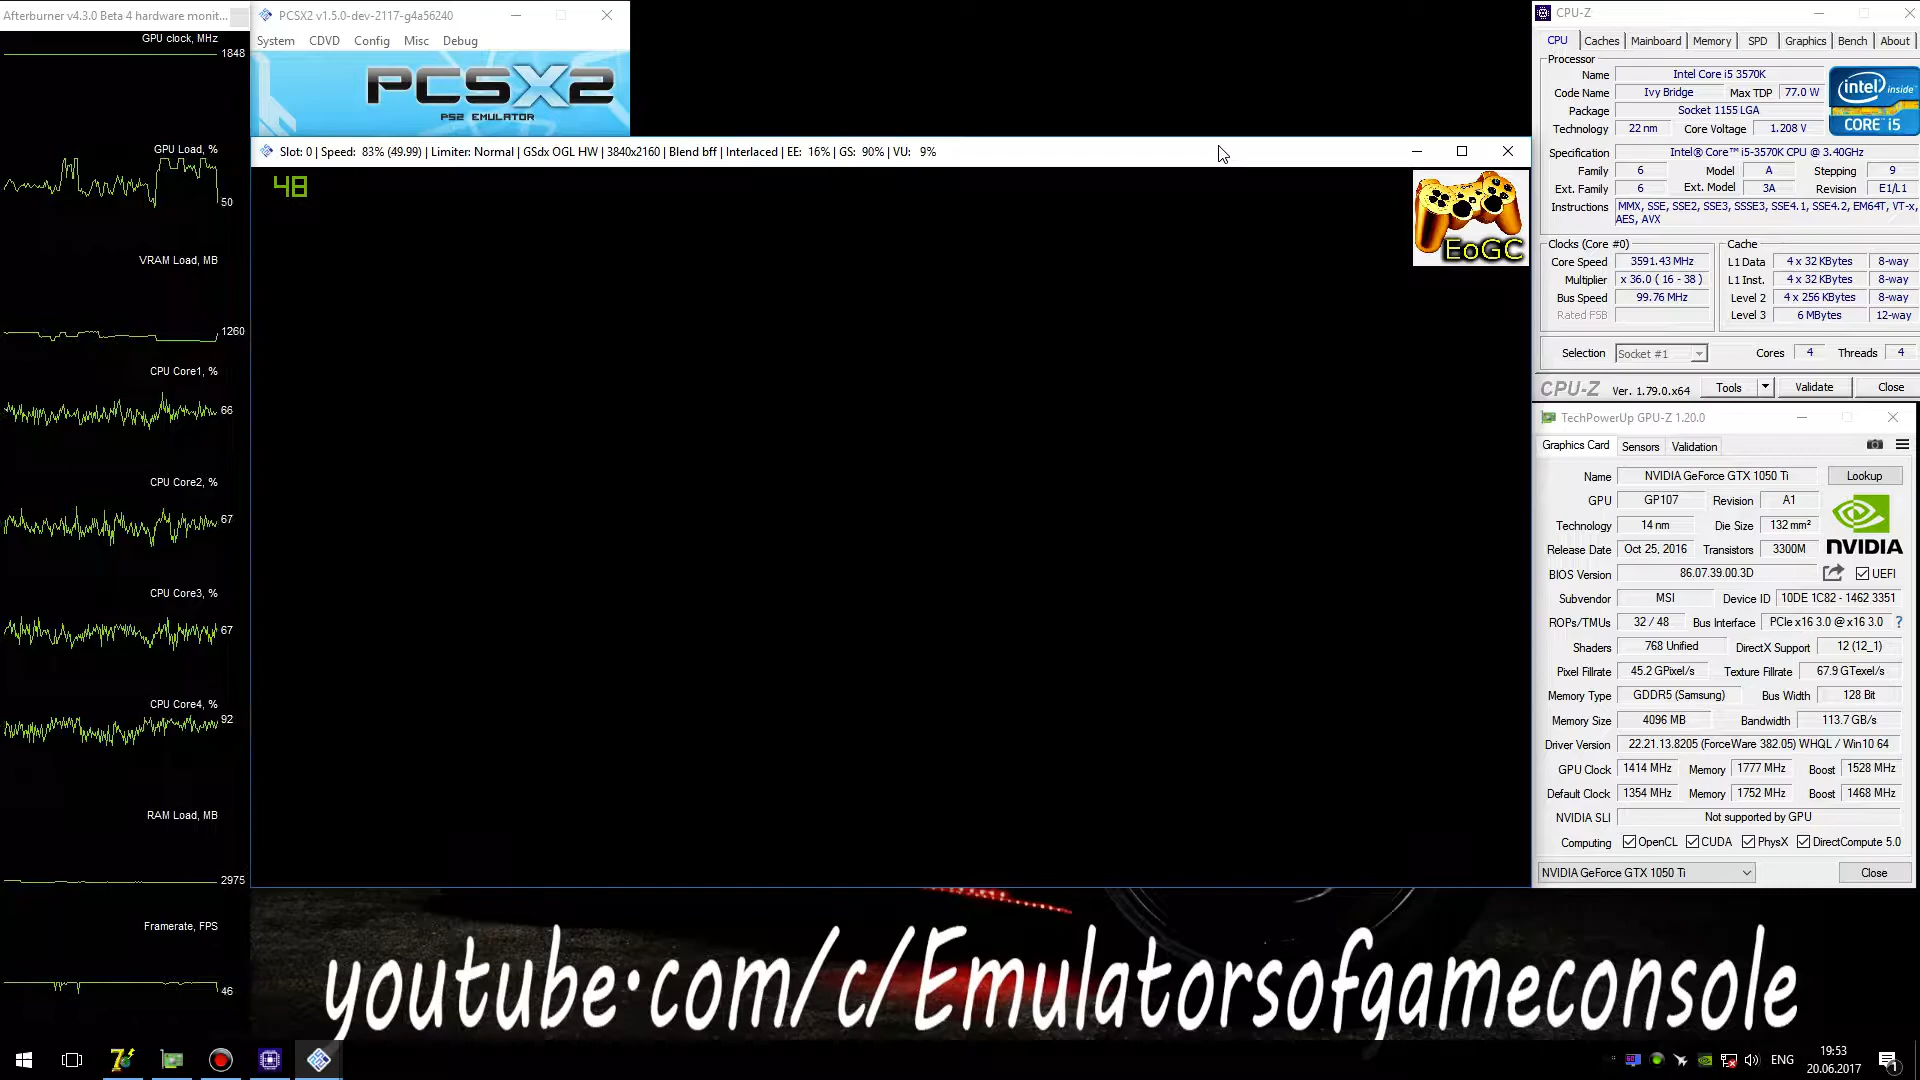 Afterburner v4.3.0 Beta 4 hardware monit...
GPU clock, MHz
1848
GPU Load, %
50
VRAM Load, MB
1260
CPU Core1, %
66
CPU Core2, %
67
CPU Core3, %
67
CPU Core4, %
92
RAM Load, MB
2975
Framerate, FPS
46
PCSX2 v1.5.0-dev-2117-g4a56240
System CDVD Config Misc Debug
PCSX2
PS2 EMULATOR
Slot: 0 | Speed: 83% (49.99) | Limiter: Normal | GSdx OGL HW | 3840x2160 | Blend bff | Interlaced | EE: 16% | GS: 90% | VU: 9%
48
EoGC
CPU-Z
CPU Caches Mainboard Memory SPD Graphics Bench About
Processor
Name Intel Core i5 3570K
Code Name Ivy Bridge Max TDP 77.0 W
Package Socket 1155 LGA
Technology 22 nm Core Voltage 1.208 V
intel inside™
CORE i5
Specification Intel® Core™ i5-3570K CPU @ 3.40GHz
Family 6 Model A Stepping 9
Ext. Family 6 Ext. Model 3A Revision E1/L1
Instructions MMX, SSE, SSE2, SSE3, SSSE3, SSE4.1, SSE4.2, EM64T, VT-x,
AES, AVX
Clocks (Core #0)
Core Speed 3591.43 MHz
Multiplier x 36.0 ( 16 - 38 )
Bus Speed 99.76 MHz
Rated FSB
Cache
L1 Data 4 x 32 KBytes 8-way
L1 Inst. 4 x 32 KBytes 8-way
Level 2 4 x 256 KBytes 8-way
Level 3 6 MBytes 12-way
Selection Socket #1 Cores 4 Threads 4
CPU-Z Ver. 1.79.0.x64 Tools Validate Close
TechPowerUp GPU-Z 1.20.0
Graphics Card Sensors Validation
Name NVIDIA GeForce GTX 1050 Ti Lookup
GPU GP107 Revision A1
Technology 14 nm Die Size 132 mm²
Release Date Oct 25, 2016 Transistors 3300M
NVIDIA
BIOS Version 86.07.39.00.3D UEFI
Subvendor MSI Device ID 10DE 1C82 - 1462 3351
ROPs/TMUs 32 / 48 Bus Interface PCIe x16 3.0 @ x16 3.0 ?
Shaders 768 Unified DirectX Support 12 (12_1)
Pixel Fillrate 45.2 GPixel/s Texture Fillrate 67.9 GTexel/s
Memory Type GDDR5 (Samsung) Bus Width 128 Bit
Memory Size 4096 MB Bandwidth 113.7 GB/s
Driver Version 22.21.13.8205 (ForceWare 382.05) WHQL / Win10 64
GPU Clock 1414 MHz Memory 1777 MHz Boost 1528 MHz
Default Clock 1354 MHz Memory 1752 MHz Boost 1468 MHz
NVIDIA SLI Not supported by GPU
Computing OpenCL CUDA PhysX DirectCompute 5.0
NVIDIA GeForce GTX 1050 Ti Close
youtube.com/c/Emulatorsofgameconsole
ENG
19:53
20.06.2017
1